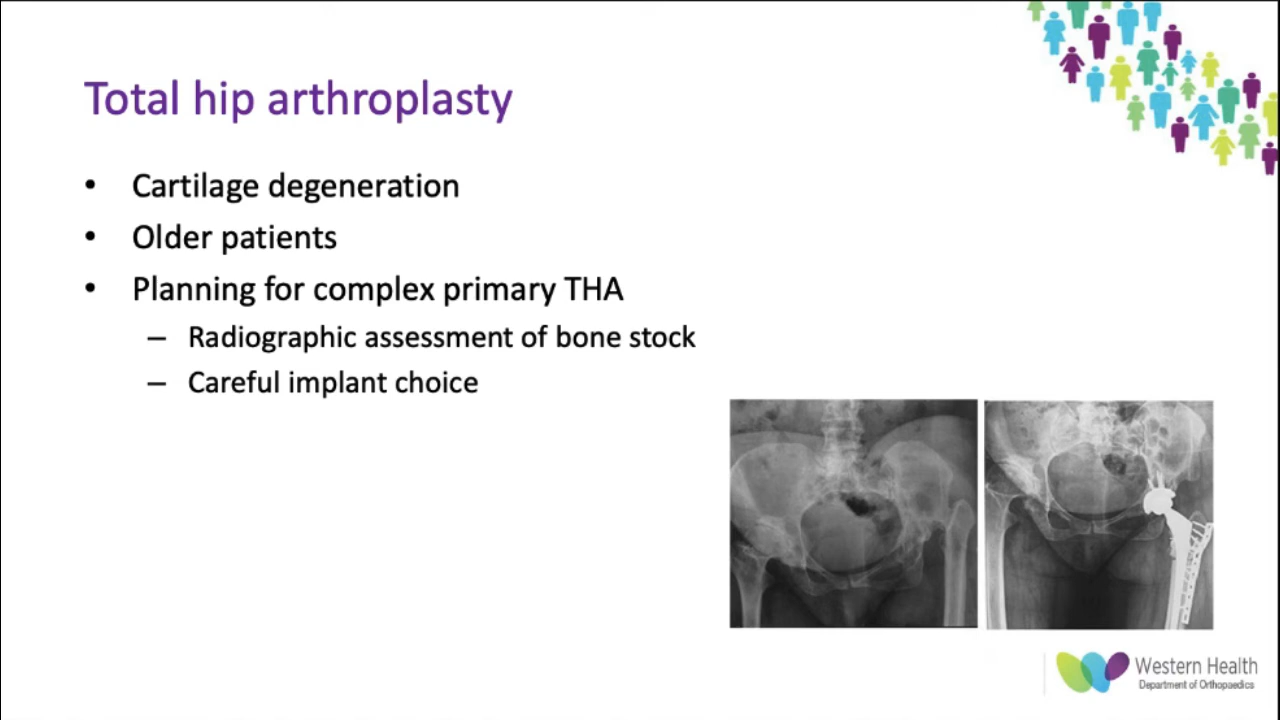 Total hip arthroplasty
• Cartilage degeneration
• Older patients
• Planning for complex primary THA
– Radiographic assessment of bone stock
– Careful implant choice
Western Health
Department of Orthopaedics